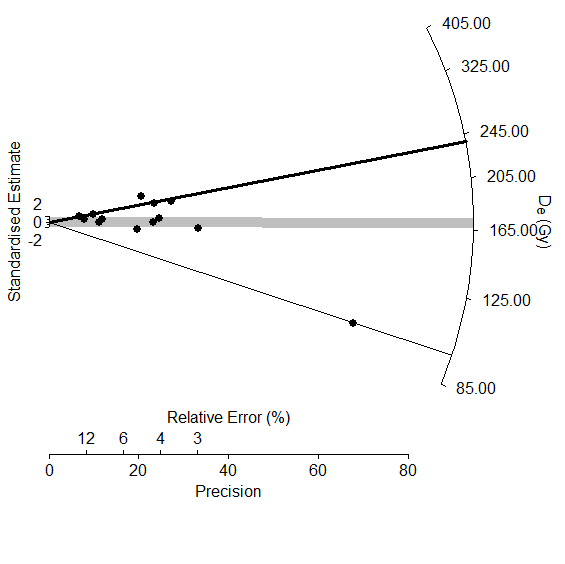 405.00
325.00
245.00
205.00
165.00
125.00
85.00
De (Gy)
Standardised Estimate
2
0
-2
Relative Error (%)
12 6 4 3
0 20 40 60 80
Precision